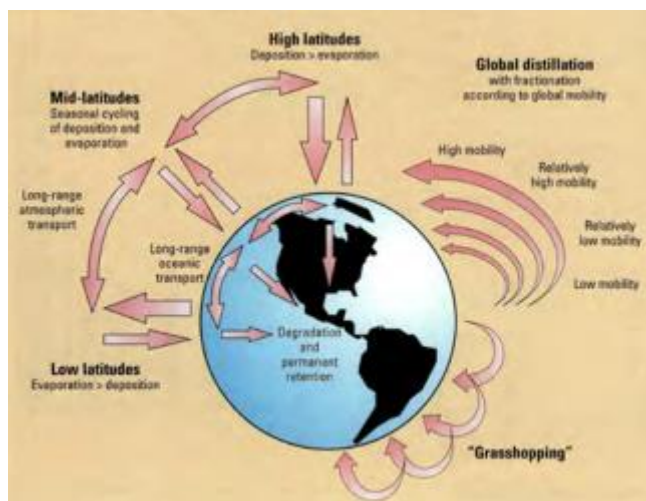 High latitudes
Deposition > evaporation
Global distillation
with fractionation
according to global mobility
Mid-latitudes
Seasonal cycling
of deposition and
evaporation
High mobility
Relatively
high mobility
Long-range
atmospheric
transport
Long-range
oceanic
transport
Relatively
low mobility
Low mobility
Degradation
and
permanent
retention
Low latitudes
Evaporation > deposition
"Grasshopping"